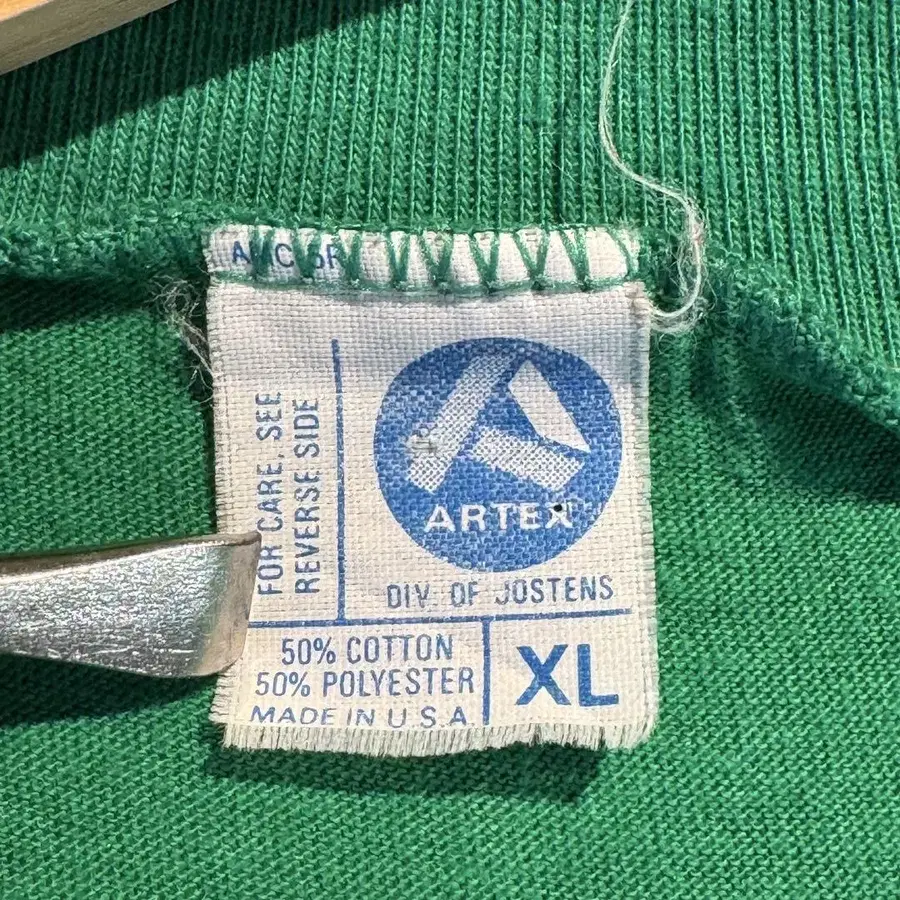 FOR CARE, SEE
REVERSE SIDE
ARTEX
DIV. OF JOSTENS
50% COTTON
50% POLYESTER
MADE IN U.S.A.
XL